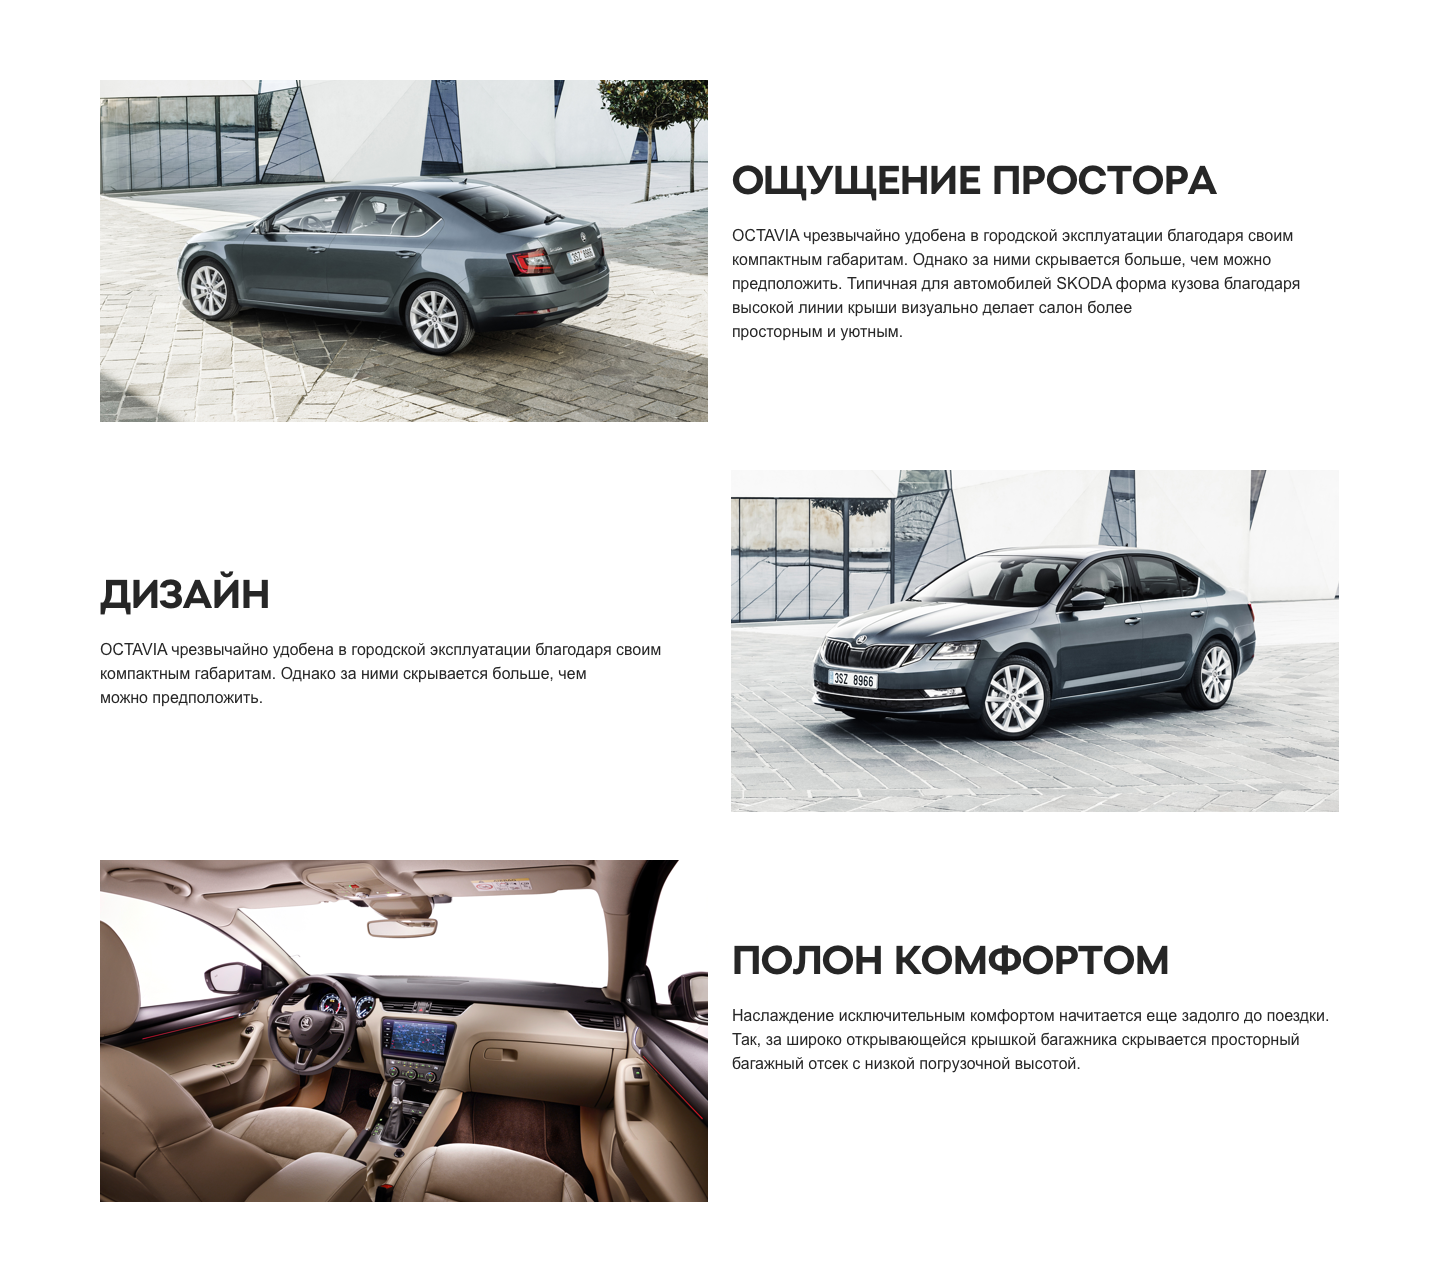 3SZ 8966
ОЩУЩЕНИЕ ПРОСТОРА
OCTAVIA чрезвычайно удобена в городской эксплуатации благодаря своим
компактным габаритам. Однако за ними скрывается больше, чем можно
предположить. Типичная для автомобилей SKODA форма кузова благодаря
высокой линии крыши визуально делает салон более
просторным и уютным.
ДИЗАЙН
OCTAVIA чрезвычайно удобена в городской эксплуатации благодаря своим
компактным габаритам. Однако за ними скрывается больше, чем
можно предположить.
3SZ 8966
ПОЛОН КОМФОРТОМ
Наслаждение исключительным комфортом начитается еще задолго до поездки.
Так, за широко открывающейся крышкой багажника скрывается просторный
багажный отсек с низкой погрузочной высотой.